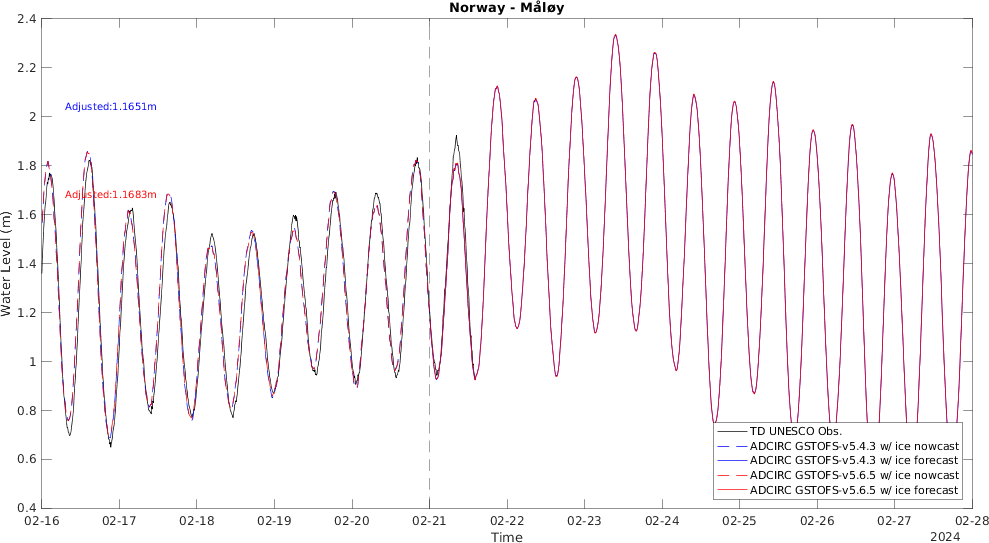 Norway - Måløy
2.4
2.2
2
1.8
1.6
1.4
1.2
1
0.8
0.6
0.4
Water Level (m)
Adjusted:1.1651m
Adjusted:1.1683m
TD UNESCO Obs.
ADCIRC GSTOFS-v5.4.3 w/ ice nowcast
ADCIRC GSTOFS-v5.4.3 w/ ice forecast
ADCIRC GSTOFS-v5.6.5 w/ ice nowcast
ADCIRC GSTOFS-v5.6.5 w/ ice forecast
02-16 02-17 02-18 02-19 02-20 02-21 02-22 02-23 02-24 02-25 02-26 02-27 02-28
Time
2024